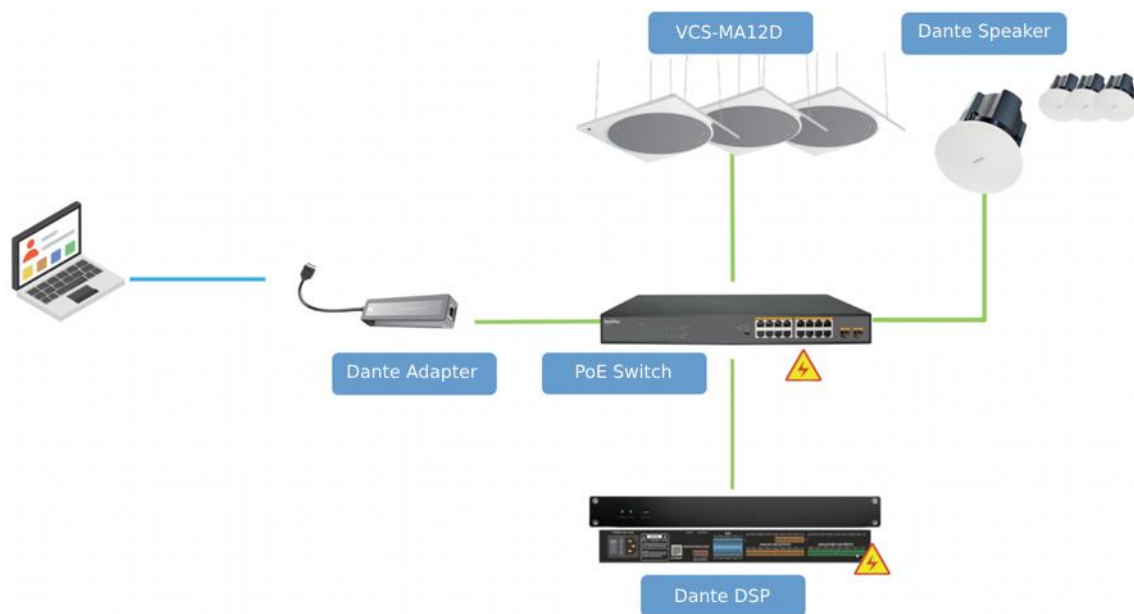 VCS-MA12D
Dante Speaker
Dante Adapter
PoE Switch
Dante DSP